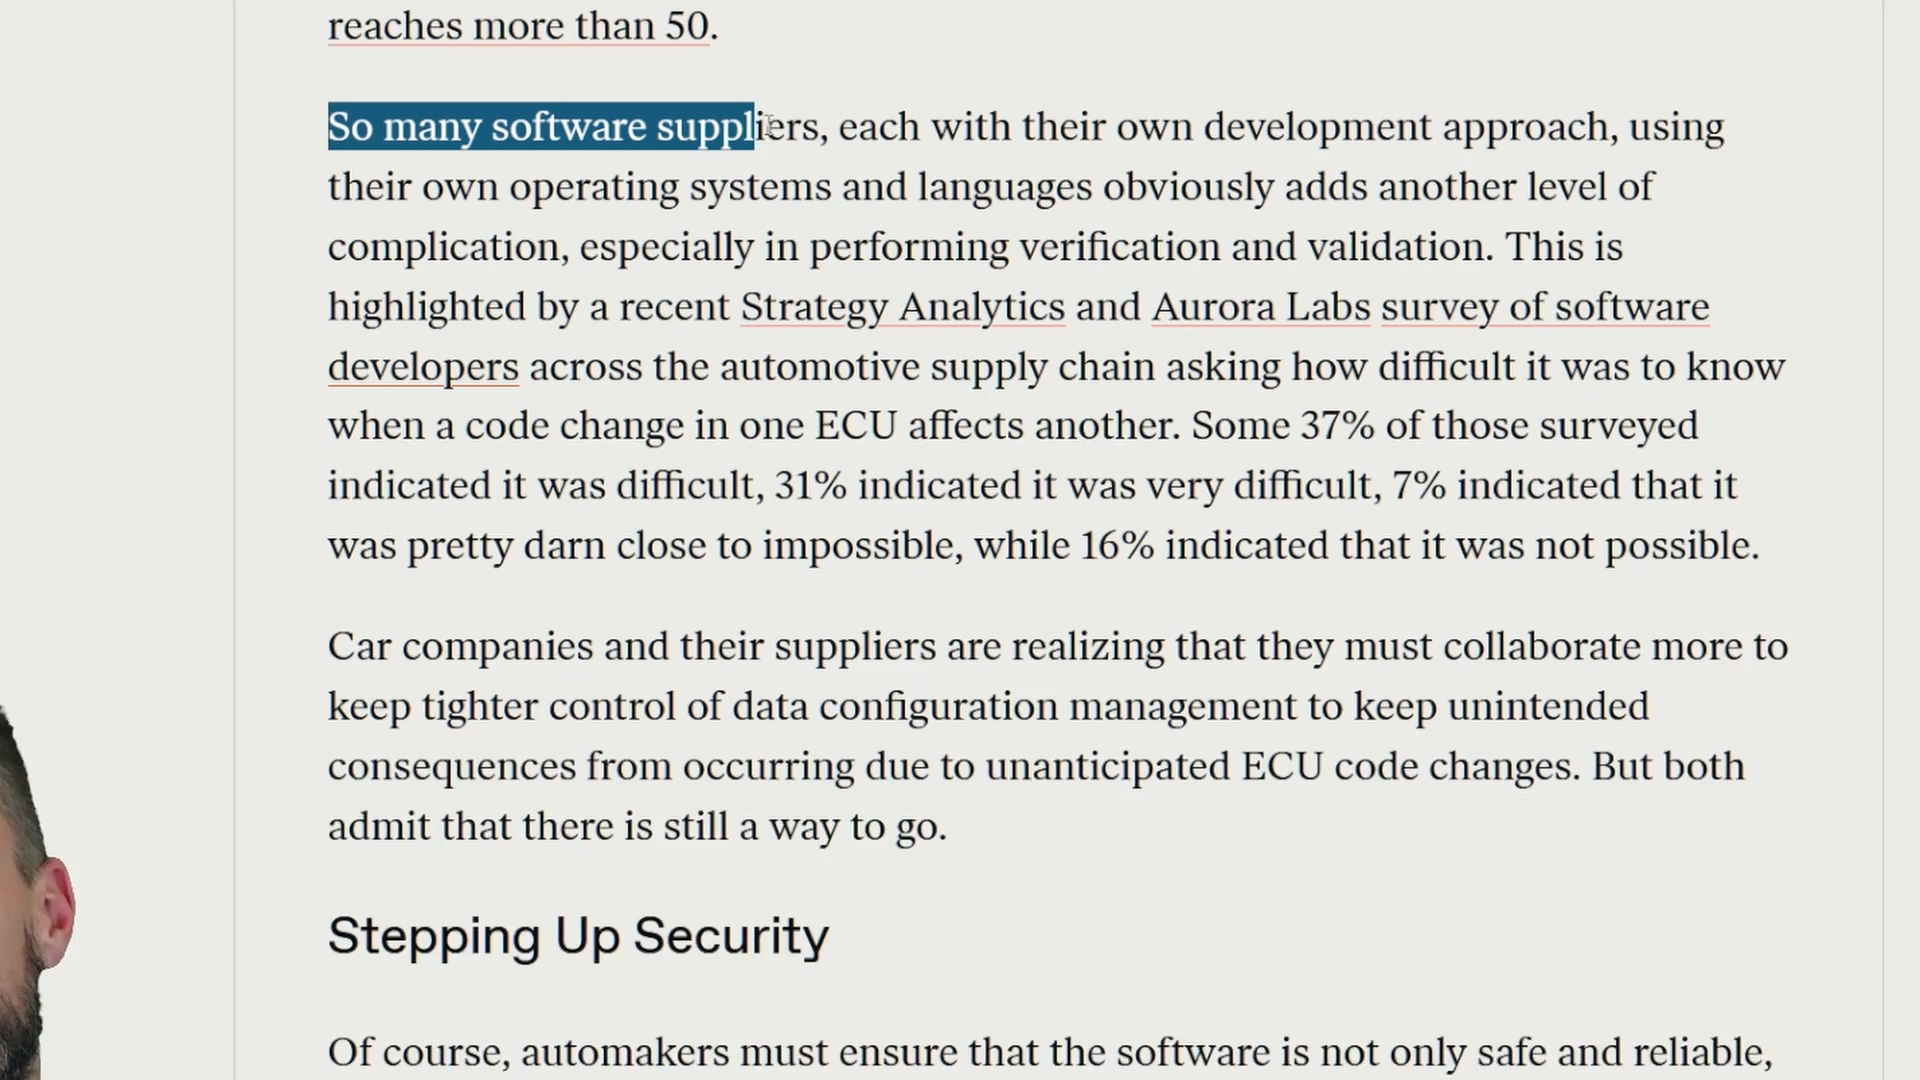 reaches more than 50.
So many software suppliers, each with their own development approach, using
their own operating systems and languages obviously adds another level of
complication, especially in performing verification and validation. This is
highlighted by a recent Strategy Analytics and Aurora Labs survey of software
developers across the automotive supply chain asking how difficult it was to know
when a code change in one ECU affects another. Some 37% of those surveyed
indicated it was difficult, 31% indicated it was very difficult, 7% indicated that it
was pretty darn close to impossible, while 16% indicated that it was not possible.
Car companies and their suppliers are realizing that they must collaborate more to
keep tighter control of data configuration management to keep unintended
consequences from occurring due to unanticipated ECU code changes. But both
admit that there is still a way to go.
Stepping Up Security
Of course, automakers must ensure that the software is not only safe and reliable,